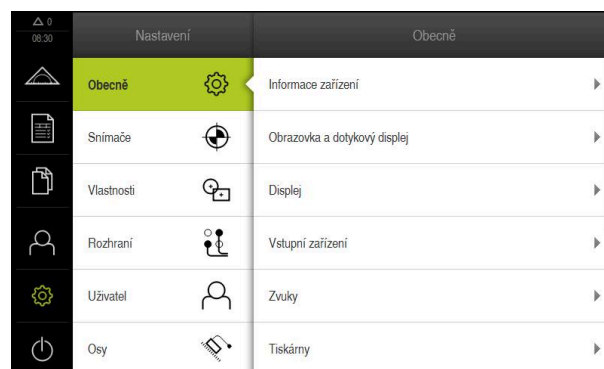 0
08:30
Nastavení
Obecně
Obecně
Informace zařízení
Snímače
Obrazovka a dotykový displej
Vlastnosti
Displej
Rozhraní
Vstupní zařízení
Uživatel
Zvuky
Osy
Tiskárny